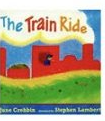 The Train Ride
June Crebbin
Stephen Lambert